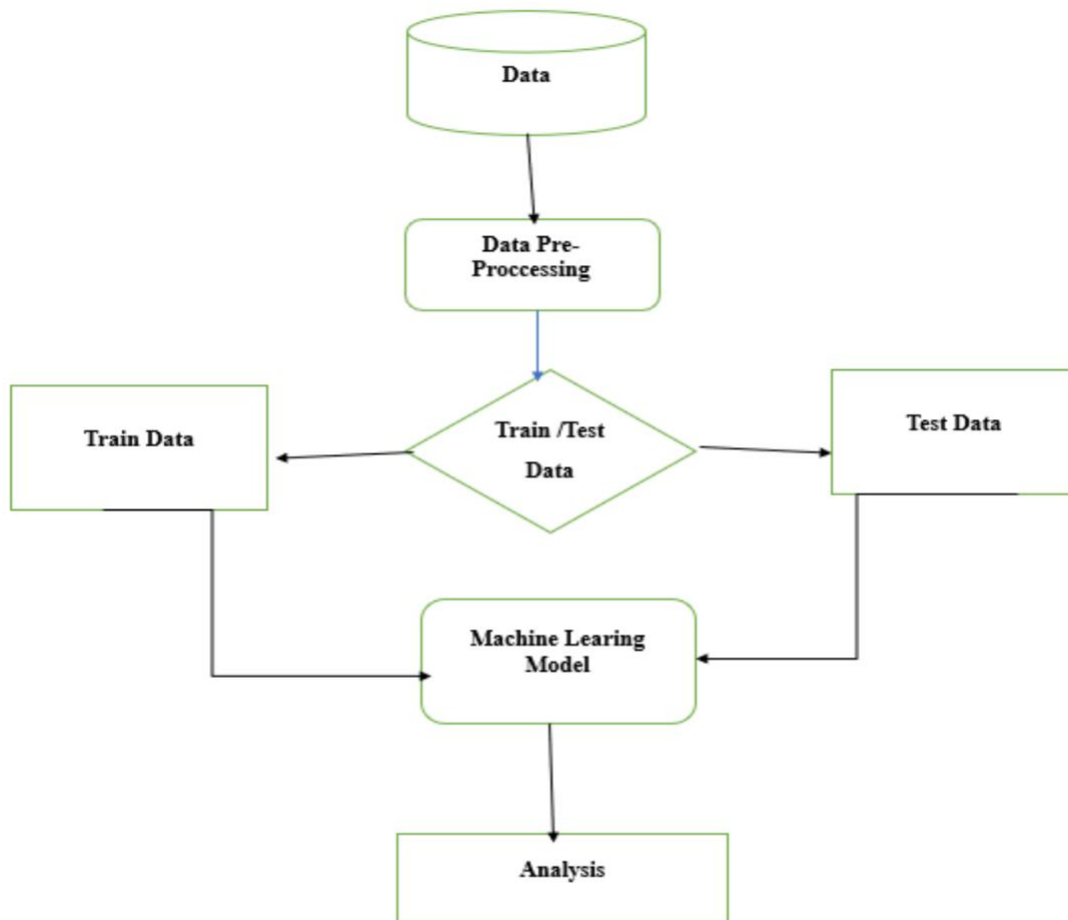 Data
Data Pre-
Proccessing
Train /Test
Data
Train Data
Test Data
Machine Learing
Model
Analysis